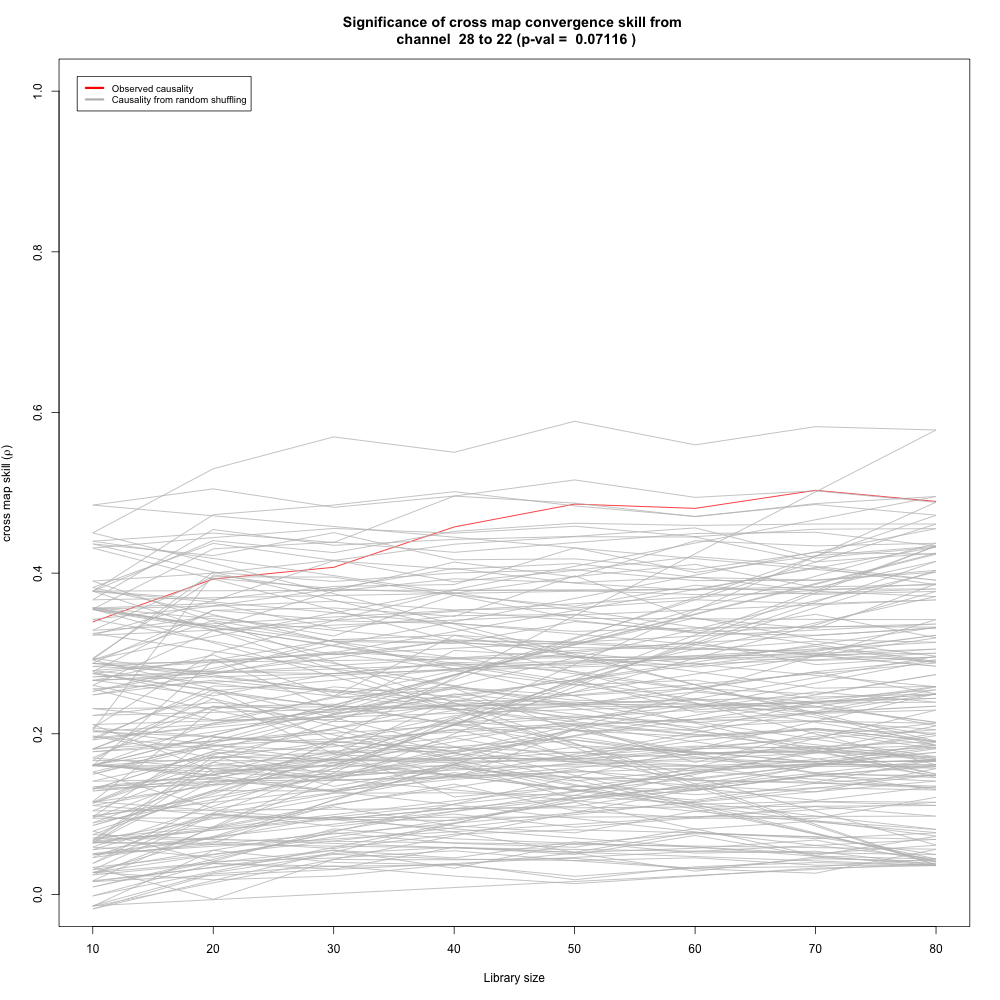 Significance of cross map convergence skill from
channel  28 to 22 (p-val =  0.07116 )
Observed causality
Causality from random shuffling
1.0
0.8
0.6
0.4
0.2
0.0
cross map skill (ρ)
10 20 30 40 50 60 70 80
Library size